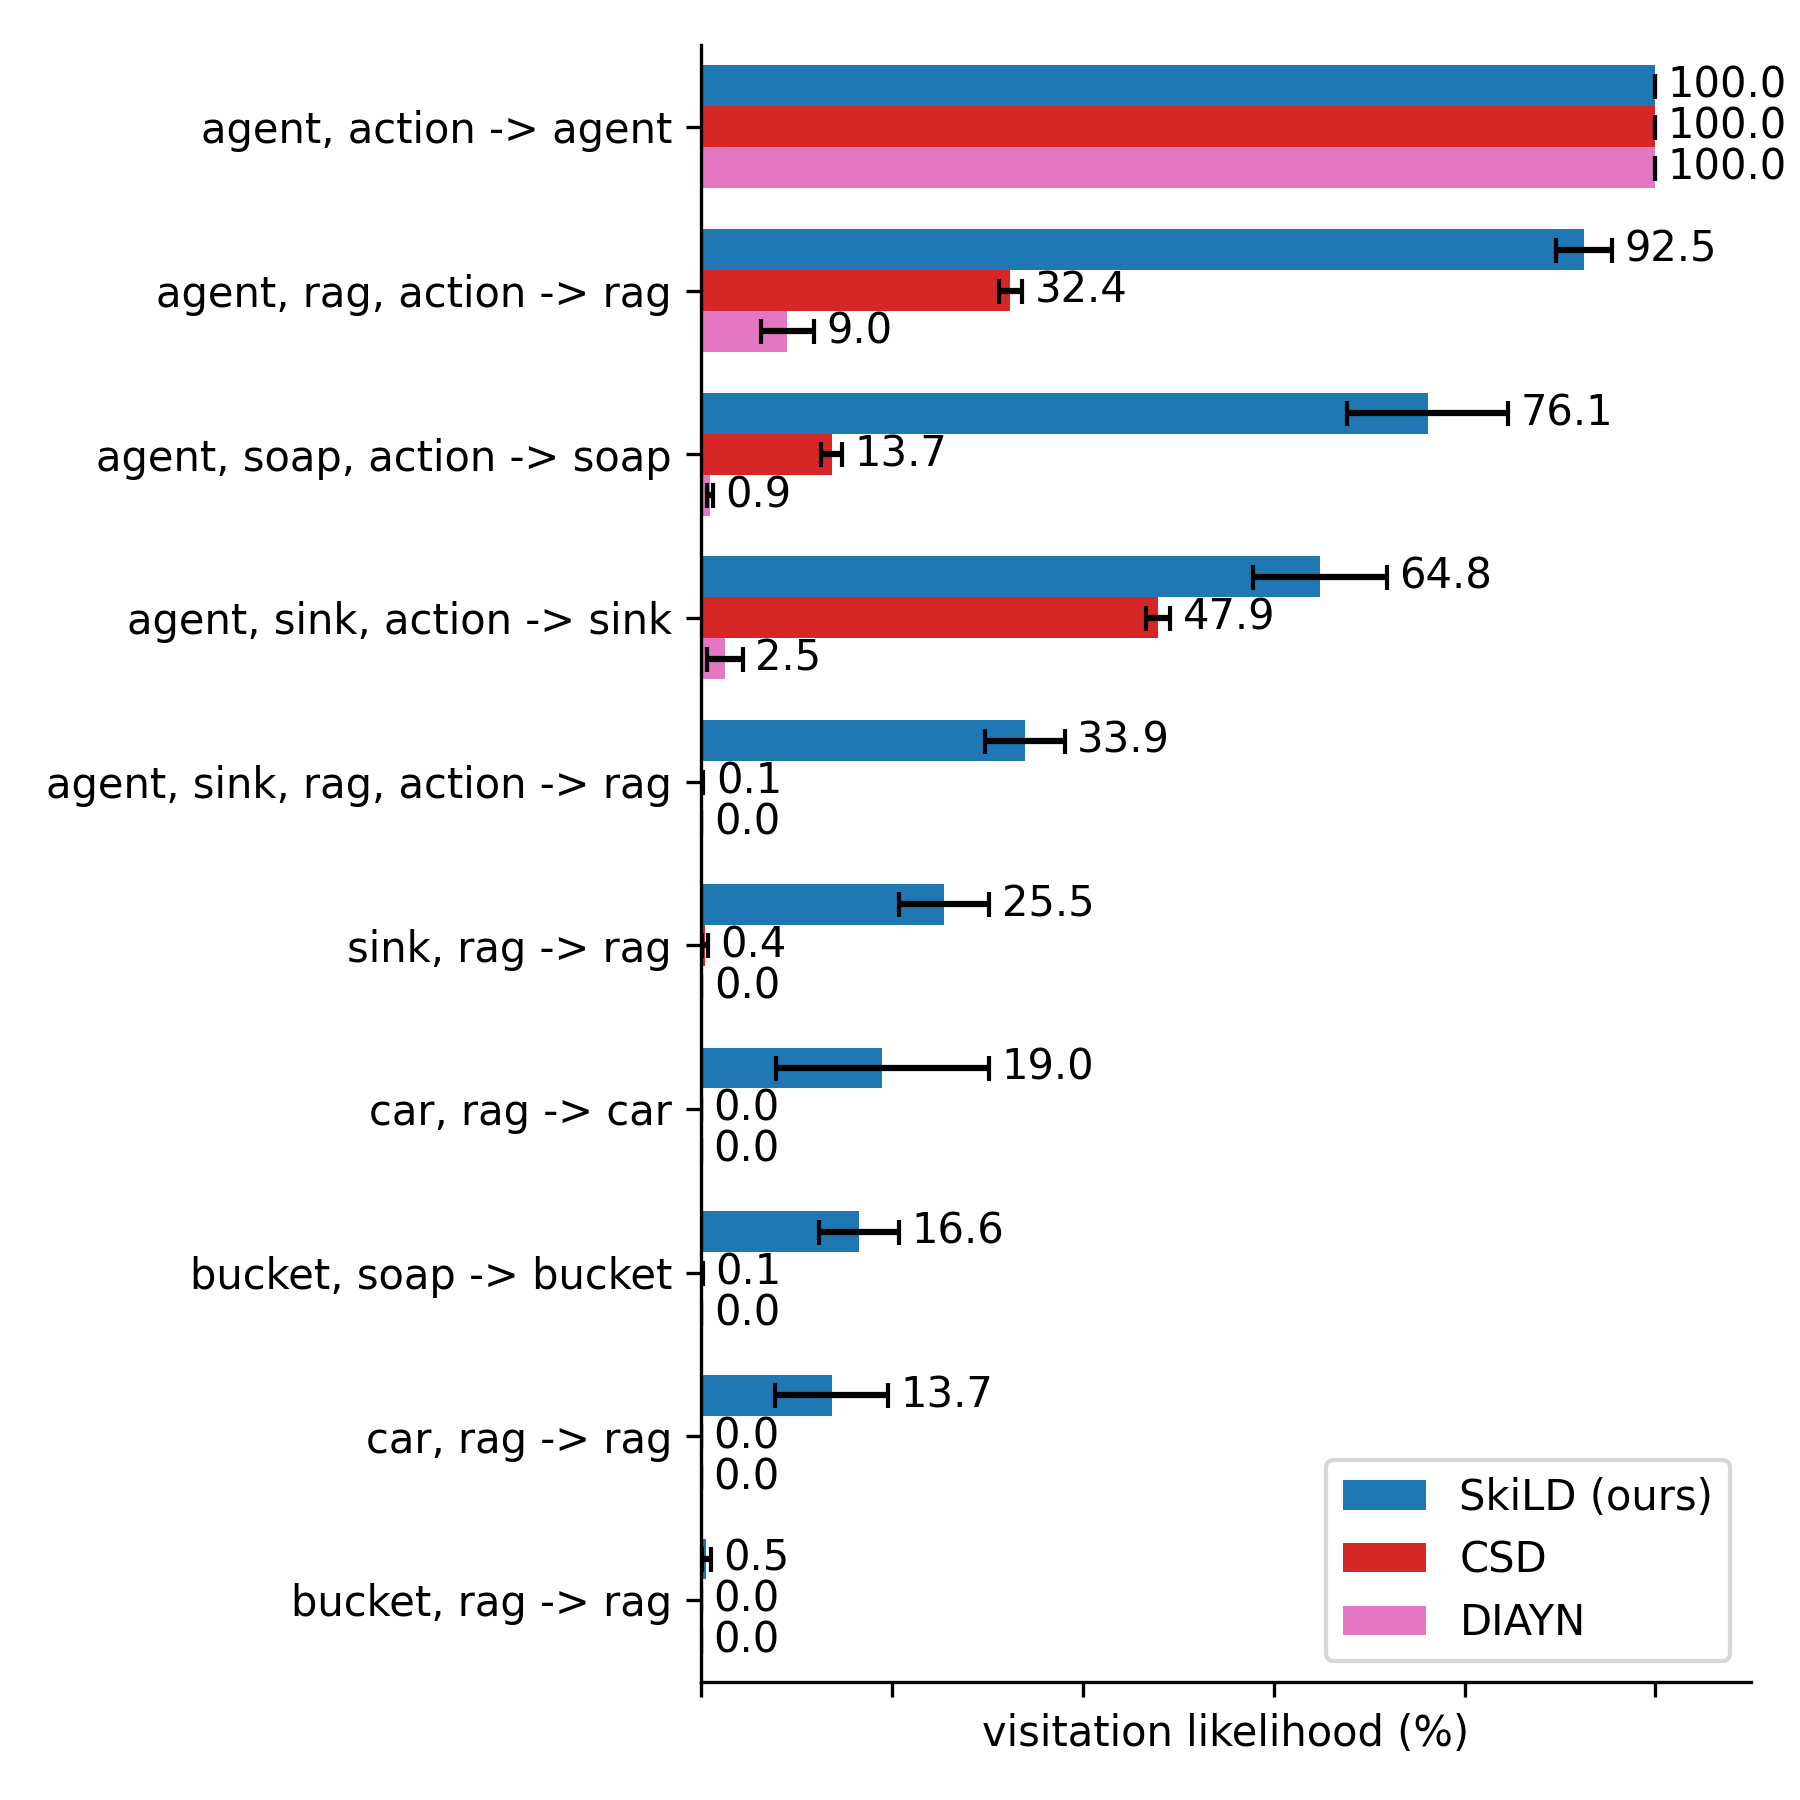 agent, action -> agent
100.0
100.0
100.0
agent, rag, action -> rag
92.5
32.4
9.0
agent, soap, action -> soap
76.1
13.7
0.9
agent, sink, action -> sink
64.8
47.9
2.5
agent, sink, rag, action -> rag
33.9
0.1
0.0
sink, rag -> rag
25.5
0.4
0.0
car, rag -> car
19.0
0.0
0.0
bucket, soap -> bucket
16.6
0.1
0.0
car, rag -> rag
13.7
0.0
0.0
bucket, rag -> rag
0.5
0.0
0.0
SkiLD (ours)
CSD
DIAYN
visitation likelihood (%)